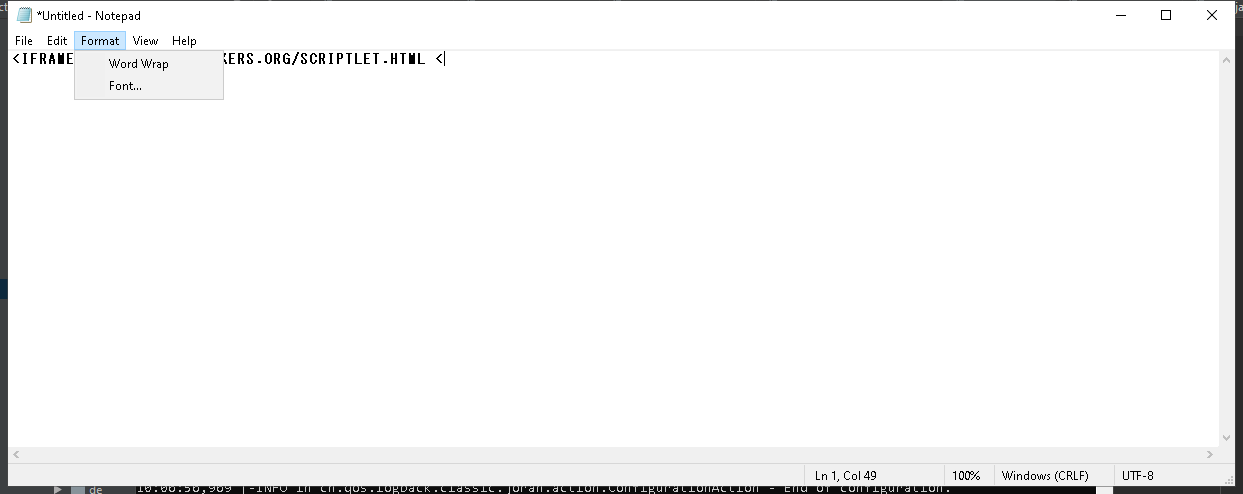 *Untitled - Notepad
File Edit Format View Help
<IFRAME KERS.ORG/SCRIPTLET.HTML <
Word Wrap
Font...
Ln 1, Col 49 100% Windows (CRLF) UTF-8
de 10:06:56,969 |-INFO in ch.qos.logback.classic.joran.action.ConfigurationAction - End of configuration.